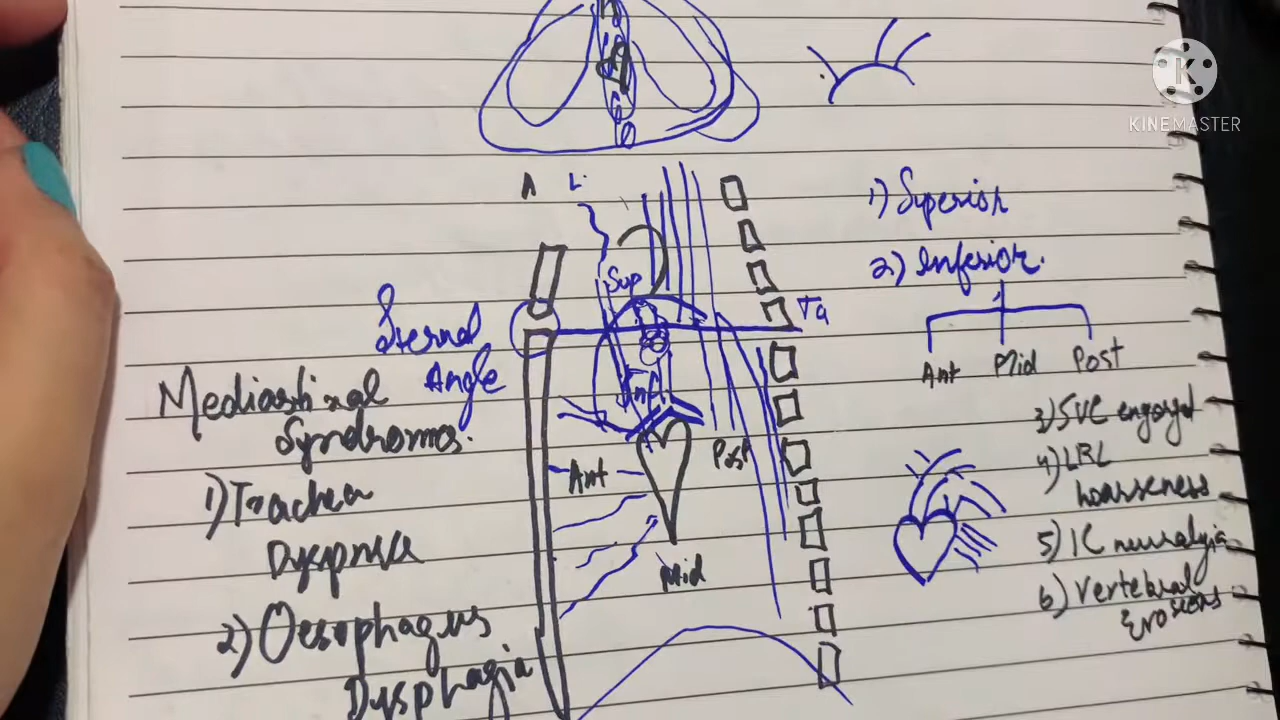 KINEMASTER
1) Superior
2) Inferior.
Ant Mid Post
Sup
T4
Sternal
Angle
Inf
Ant
Post
Mid
Mediastinal
Syndromes.
1) Trachea
Dyspnea
2) Oesophagus
Dysphagia
3) SVC engorged
4) LRL
hoarseness
5) IC neuralgia
6) Vertebral
Erosions